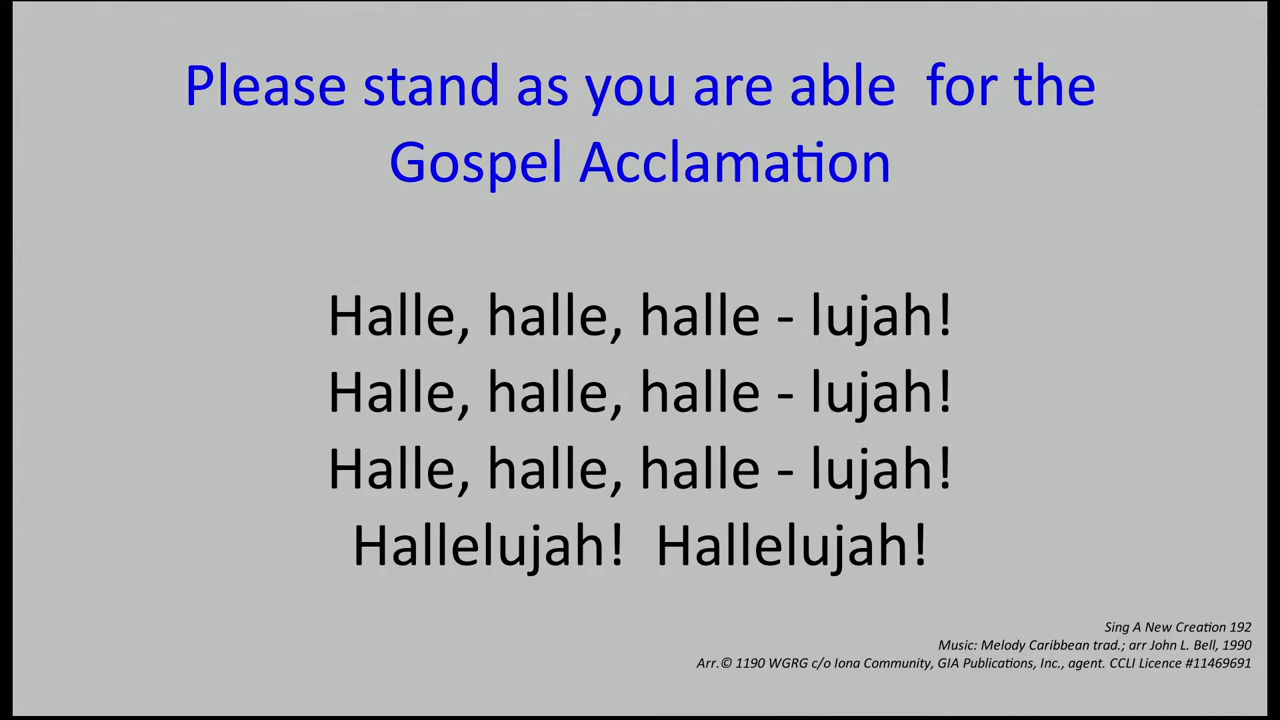 Please stand as you are able  for the
Gospel Acclamation
Halle, halle, halle - lujah!
Halle, halle, halle - lujah!
Halle, halle, halle - lujah!
Hallelujah!  Hallelujah!
Sing A New Creation 192
Music: Melody Caribbean trad.; arr John L. Bell, 1990
Arr.© 1190 WGRG c/o Iona Community, GIA Publications, Inc., agent. CCLI Licence #11469691